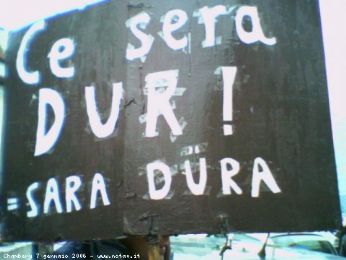 Ce sera
DUR !
= SARA DURA
Chambery 7 gennaio 2006 - www.notav.it